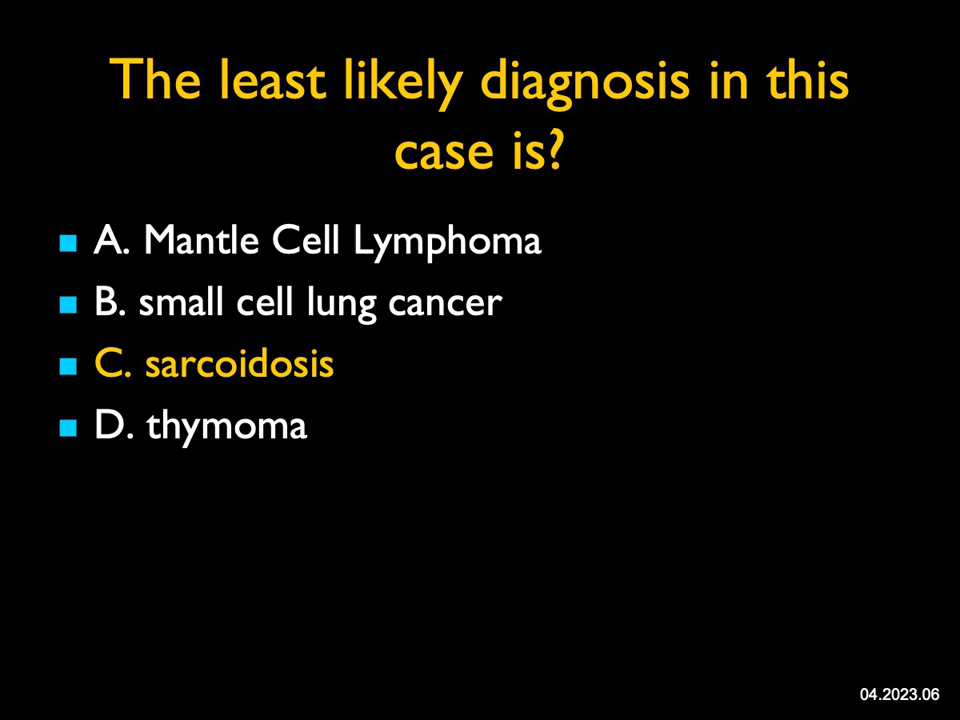 The least likely diagnosis in this
case is?
A. Mantle Cell Lymphoma
B. small cell lung cancer
C. sarcoidosis
D. thymoma
04.2023.06